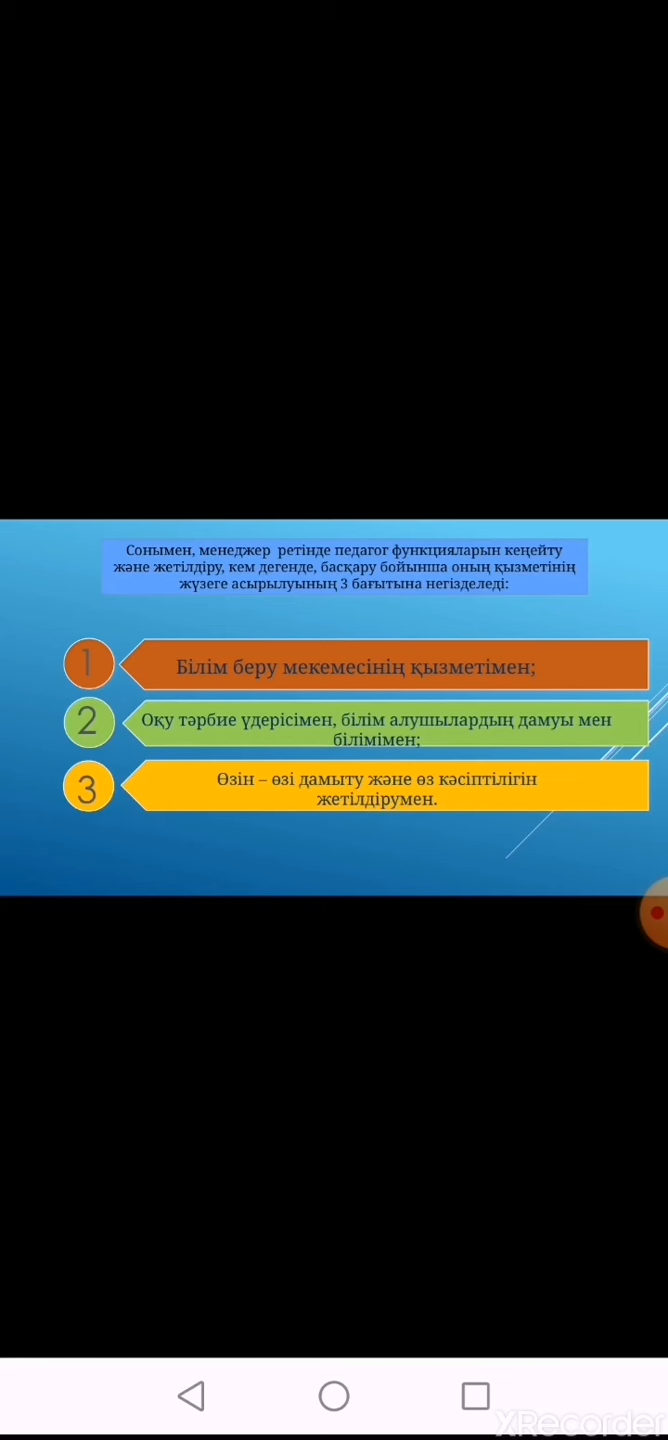 Сонымен, менеджер ретінде педагог функцияларын кеңейту
және жетілдіру, кем дегенде, басқару бойынша оның қызметінің
жүзеге асырылуының 3 бағытына негізделеді:
1
Білім беру мекемесінің қызметімен;
2
Оқу тәрбие үдерісімен, білім алушылардың дамуы мен
білімімен;
3
Өзін – өзі дамыту және өз кәсіптілігін
жетілдірумен.
XRecorder